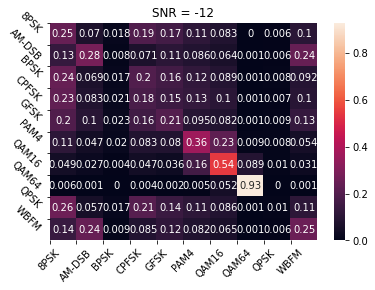 SNR = -12
8PSK 0.25 0.07 0.018 0.19 0.17 0.11 0.083 0 0.006 0.1
AM-DSB 0.13 0.28 0.008 0.071 0.11 0.086 0.064 0.001 0.006 0.24
BPSK 0.24 0.069 0.017 0.2 0.16 0.12 0.089 0.001 0.008 0.092
CPFSK 0.23 0.083 0.021 0.18 0.15 0.13 0.1 0.001 0.007 0.1
GFSK 0.2 0.1 0.023 0.16 0.21 0.095 0.082 0.001 0.009 0.13
PAM4 0.11 0.047 0.02 0.083 0.08 0.36 0.23 0.009 0.008 0.054
QAM16 0.049 0.027 0.004 0.047 0.036 0.16 0.54 0.089 0.01 0.031
QAM64 0.006 0.001 0 0.004 0.002 0.005 0.052 0.93 0 0.001
QPSK 0.26 0.057 0.017 0.21 0.14 0.11 0.086 0.001 0.01 0.11
WBFM 0.14 0.24 0.009 0.085 0.12 0.082 0.065 0.001 0.006 0.25
8PSK AM-DSB BPSK CPFSK GFSK PAM4 QAM16 QAM64 QPSK WBFM
0.8
0.6
0.4
0.2
0.0